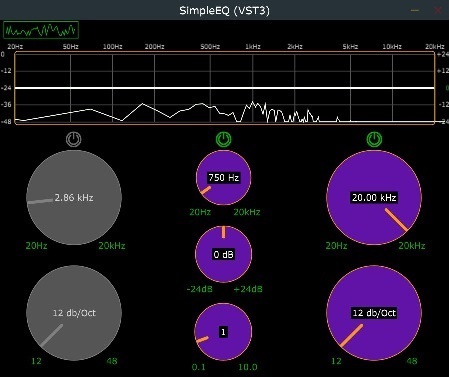 SimpleEQ (VST3)
20Hz 50Hz 100Hz 200Hz 500Hz 1kHz 2kHz 5kHz 10kHz 20kHz
0 +24
-12 +12
-24 0
-36 -12
-48 -24
2.86 kHz 750 Hz 20.00 kHz
20Hz 20kHz 20Hz 20kHz 20Hz 20kHz
0 dB
-24dB +24dB
12 db/Oct 1 12 db/Oct
12 48 0.1 10.0 12 48